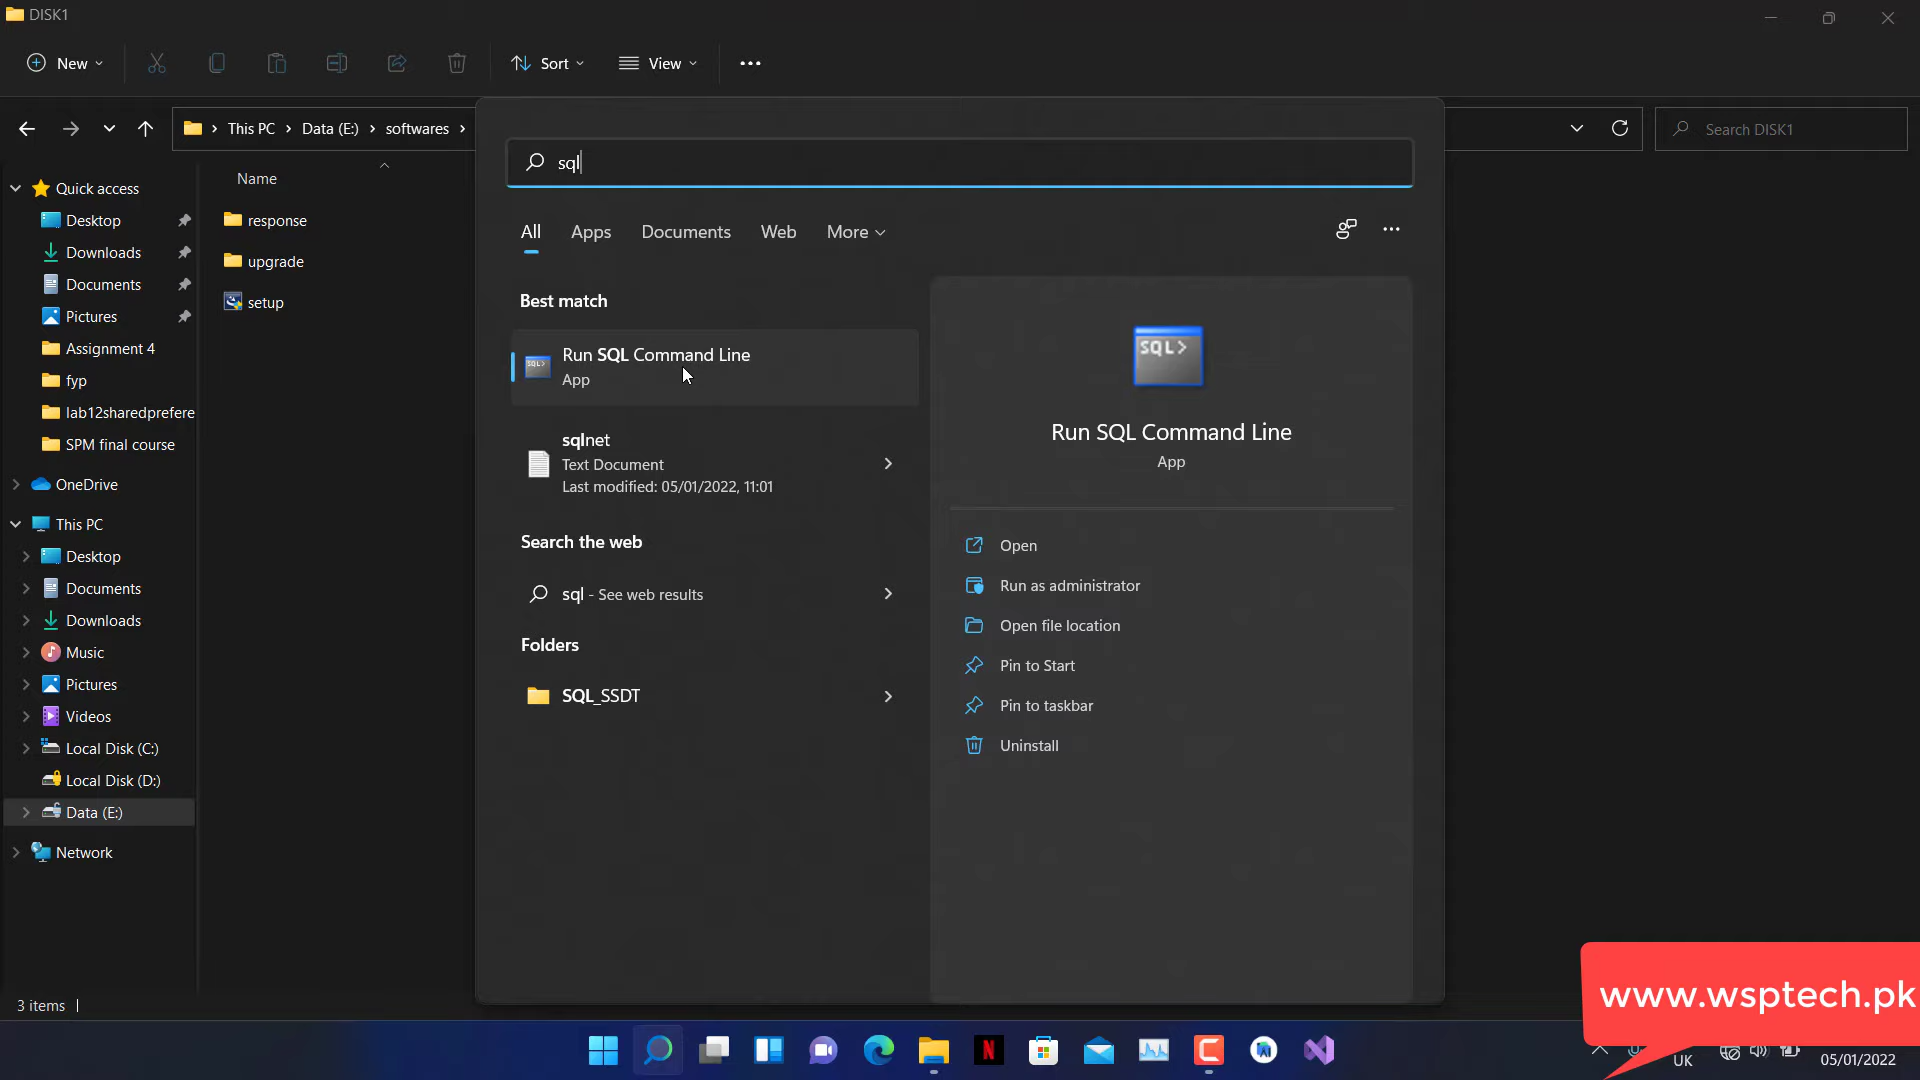 DISK1
New
Sort
View
This PC
Data (E:)
softwares
Search DISK1
sql
All
Apps
Documents
Web
More
Quick access
Desktop
Downloads
Documents
Pictures
Assignment 4
fyp
lab12sharedprefere
SPM final course
OneDrive
This PC
Desktop
Documents
Downloads
Music
Pictures
Videos
Local Disk (C:)
Local Disk (D:)
Data (E:)
Network
Name
response
upgrade
setup
Best match
Run SQL Command Line
App
sqlnet
Text Document
Last modified: 05/01/2022, 11:01
Search the web
sql - See web results
Folders
SQL_SSDT
SQL>
Run SQL Command Line
App
Open
Run as administrator
Open file location
Pin to Start
Pin to taskbar
Uninstall
3 items
www.wsptech.pk
UK
05/01/2022